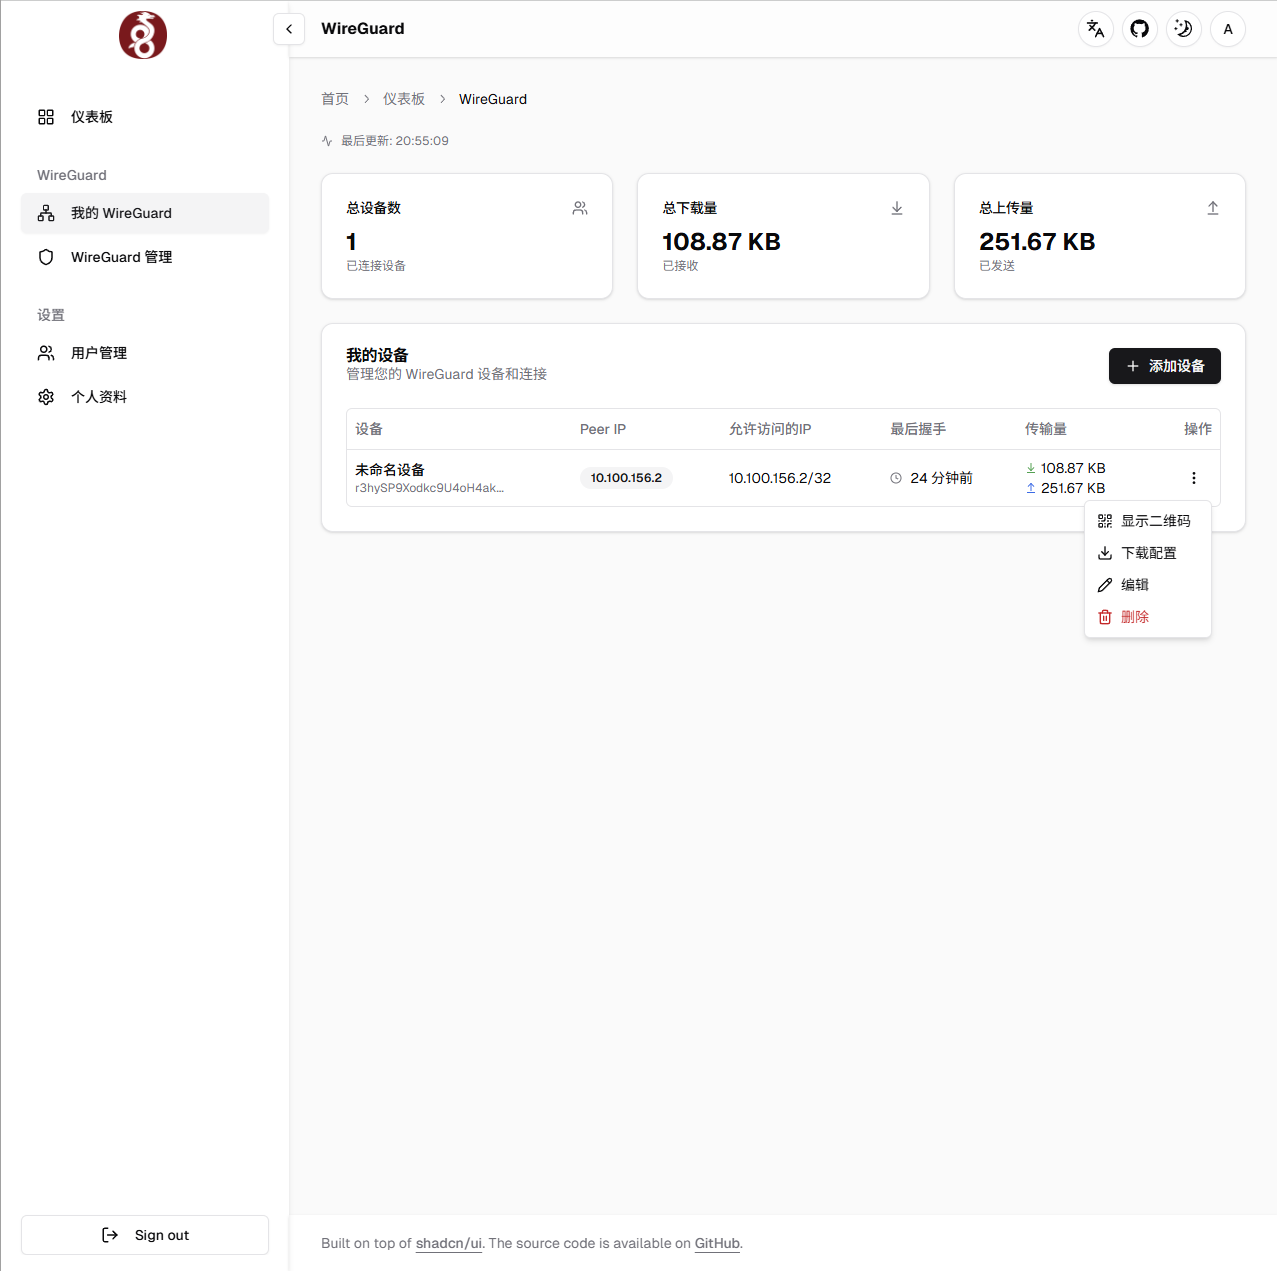 WireGuard
A
仪表板
WireGuard
我的 WireGuard
WireGuard 管理
设置
用户管理
个人资料
Sign out
首页 > 仪表板 > WireGuard
最后更新: 20:55:09
总设备数
1
已连接设备
总下载量
108.87 KB
已接收
总上传量
251.67 KB
已发送
我的设备
管理您的 WireGuard 设备和连接
添加设备
设备 Peer IP 允许访问的IP 最后握手 传输量 操作
未命名设备
r3hySP9Xodkc9U4oH4ak...
10.100.156.2
10.100.156.2/32
24 分钟前
108.87 KB
251.67 KB
显示二维码
下载配置
编辑
删除
Built on top of shadcn/ui. The source code is available on GitHub.